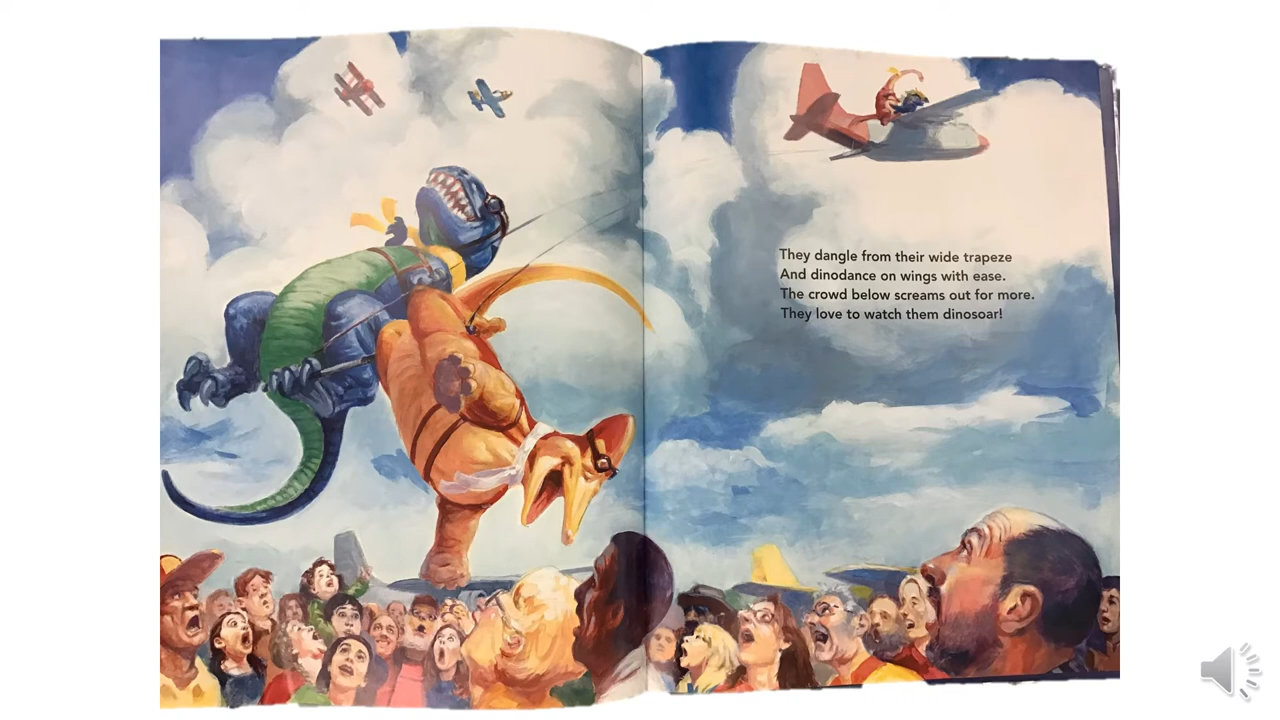 They dangle from their wide trapeze
And dinodance on wings with ease.
The crowd below screams out for more.
They love to watch them dinosoar!